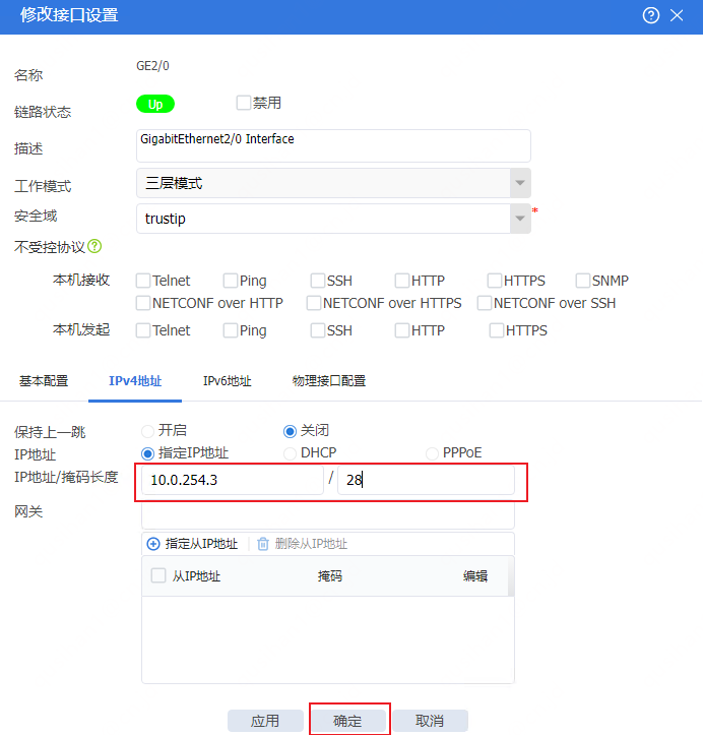 修改接口设置
名称 GE2/0
链路状态 Up 禁用
描述 GigabitEthernet2/0 Interface
工作模式 三层模式
安全域 trustip *
不受控协议
本机接收 Telnet Ping SSH HTTP HTTPS SNMP
NETCONF over HTTP NETCONF over HTTPS NETCONF over SSH
本机发起 Telnet Ping SSH HTTP HTTPS
基本配置 IPv4地址 IPv6地址 物理接口配置
保持上一跳 开启 关闭
IP地址 指定IP地址 DHCP PPPoE
IP地址/掩码长度 10.0.254.3 / 28
网关
指定从IP地址 删除从IP地址
从IP地址 掩码 编辑
应用 确定 取消